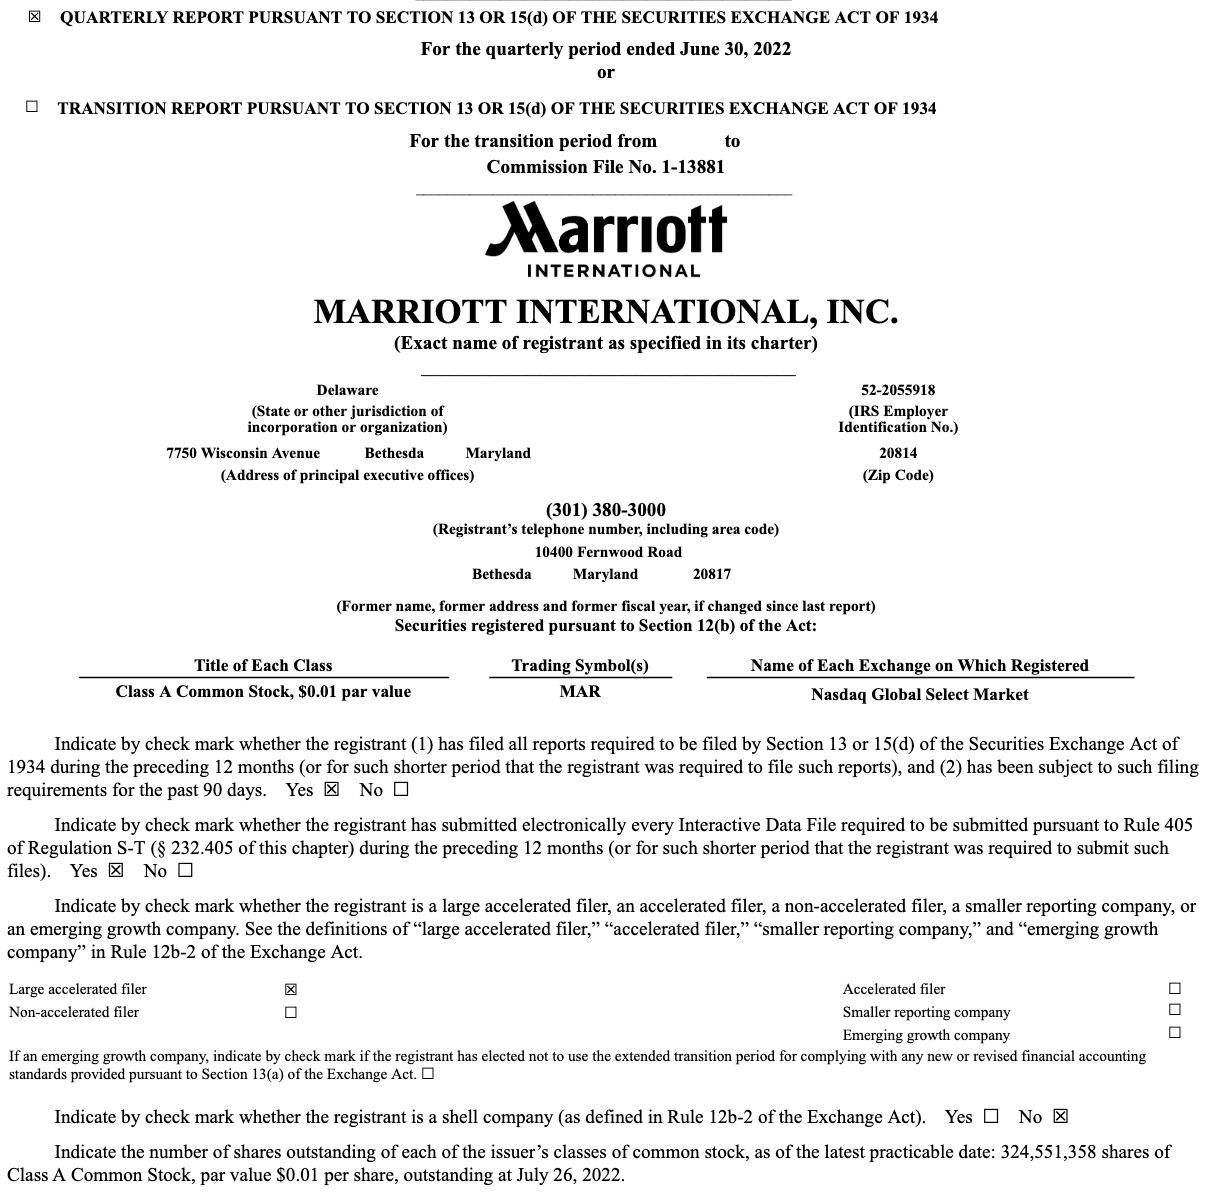 ☒ QUARTERLY REPORT PURSUANT TO SECTION 13 OR 15(d) OF THE SECURITIES EXCHANGE ACT OF 1934
For the quarterly period ended June 30, 2022
or
☐ TRANSITION REPORT PURSUANT TO SECTION 13 OR 15(d) OF THE SECURITIES EXCHANGE ACT OF 1934
For the transition period from to
Commission File No. 1-13881
Marriott
INTERNATIONAL
MARRIOTT INTERNATIONAL, INC.
(Exact name of registrant as specified in its charter)
Delaware 52-2055918
(State or other jurisdiction of (IRS Employer
incorporation or organization) Identification No.)
7750 Wisconsin Avenue Bethesda Maryland 20814
(Address of principal executive offices) (Zip Code)
(301) 380-3000
(Registrant’s telephone number, including area code)
10400 Fernwood Road
Bethesda Maryland 20817
(Former name, former address and former fiscal year, if changed since last report)
Securities registered pursuant to Section 12(b) of the Act:
Title of Each Class Trading Symbol(s) Name of Each Exchange on Which Registered
Class A Common Stock, $0.01 par value MAR Nasdaq Global Select Market
Indicate by check mark whether the registrant (1) has filed all reports required to be filed by Section 13 or 15(d) of the Securities Exchange Act of
1934 during the preceding 12 months (or for such shorter period that the registrant was required to file such reports), and (2) has been subject to such filing
requirements for the past 90 days. Yes ☒ No ☐
Indicate by check mark whether the registrant has submitted electronically every Interactive Data File required to be submitted pursuant to Rule 405
of Regulation S-T (§ 232.405 of this chapter) during the preceding 12 months (or for such shorter period that the registrant was required to submit such
files). Yes ☒ No ☐
Indicate by check mark whether the registrant is a large accelerated filer, an accelerated filer, a non-accelerated filer, a smaller reporting company, or
an emerging growth company. See the definitions of “large accelerated filer,” “accelerated filer,” “smaller reporting company,” and “emerging growth
company” in Rule 12b-2 of the Exchange Act.
Large accelerated filer ☒ Accelerated filer ☐
Non-accelerated filer ☐ Smaller reporting company ☐
Emerging growth company ☐
If an emerging growth company, indicate by check mark if the registrant has elected not to use the extended transition period for complying with any new or revised financial accounting
standards provided pursuant to Section 13(a) of the Exchange Act. ☐
Indicate by check mark whether the registrant is a shell company (as defined in Rule 12b-2 of the Exchange Act). Yes ☐ No ☒
Indicate the number of shares outstanding of each of the issuer’s classes of common stock, as of the latest practicable date: 324,551,358 shares of
Class A Common Stock, par value $0.01 per share, outstanding at July 26, 2022.